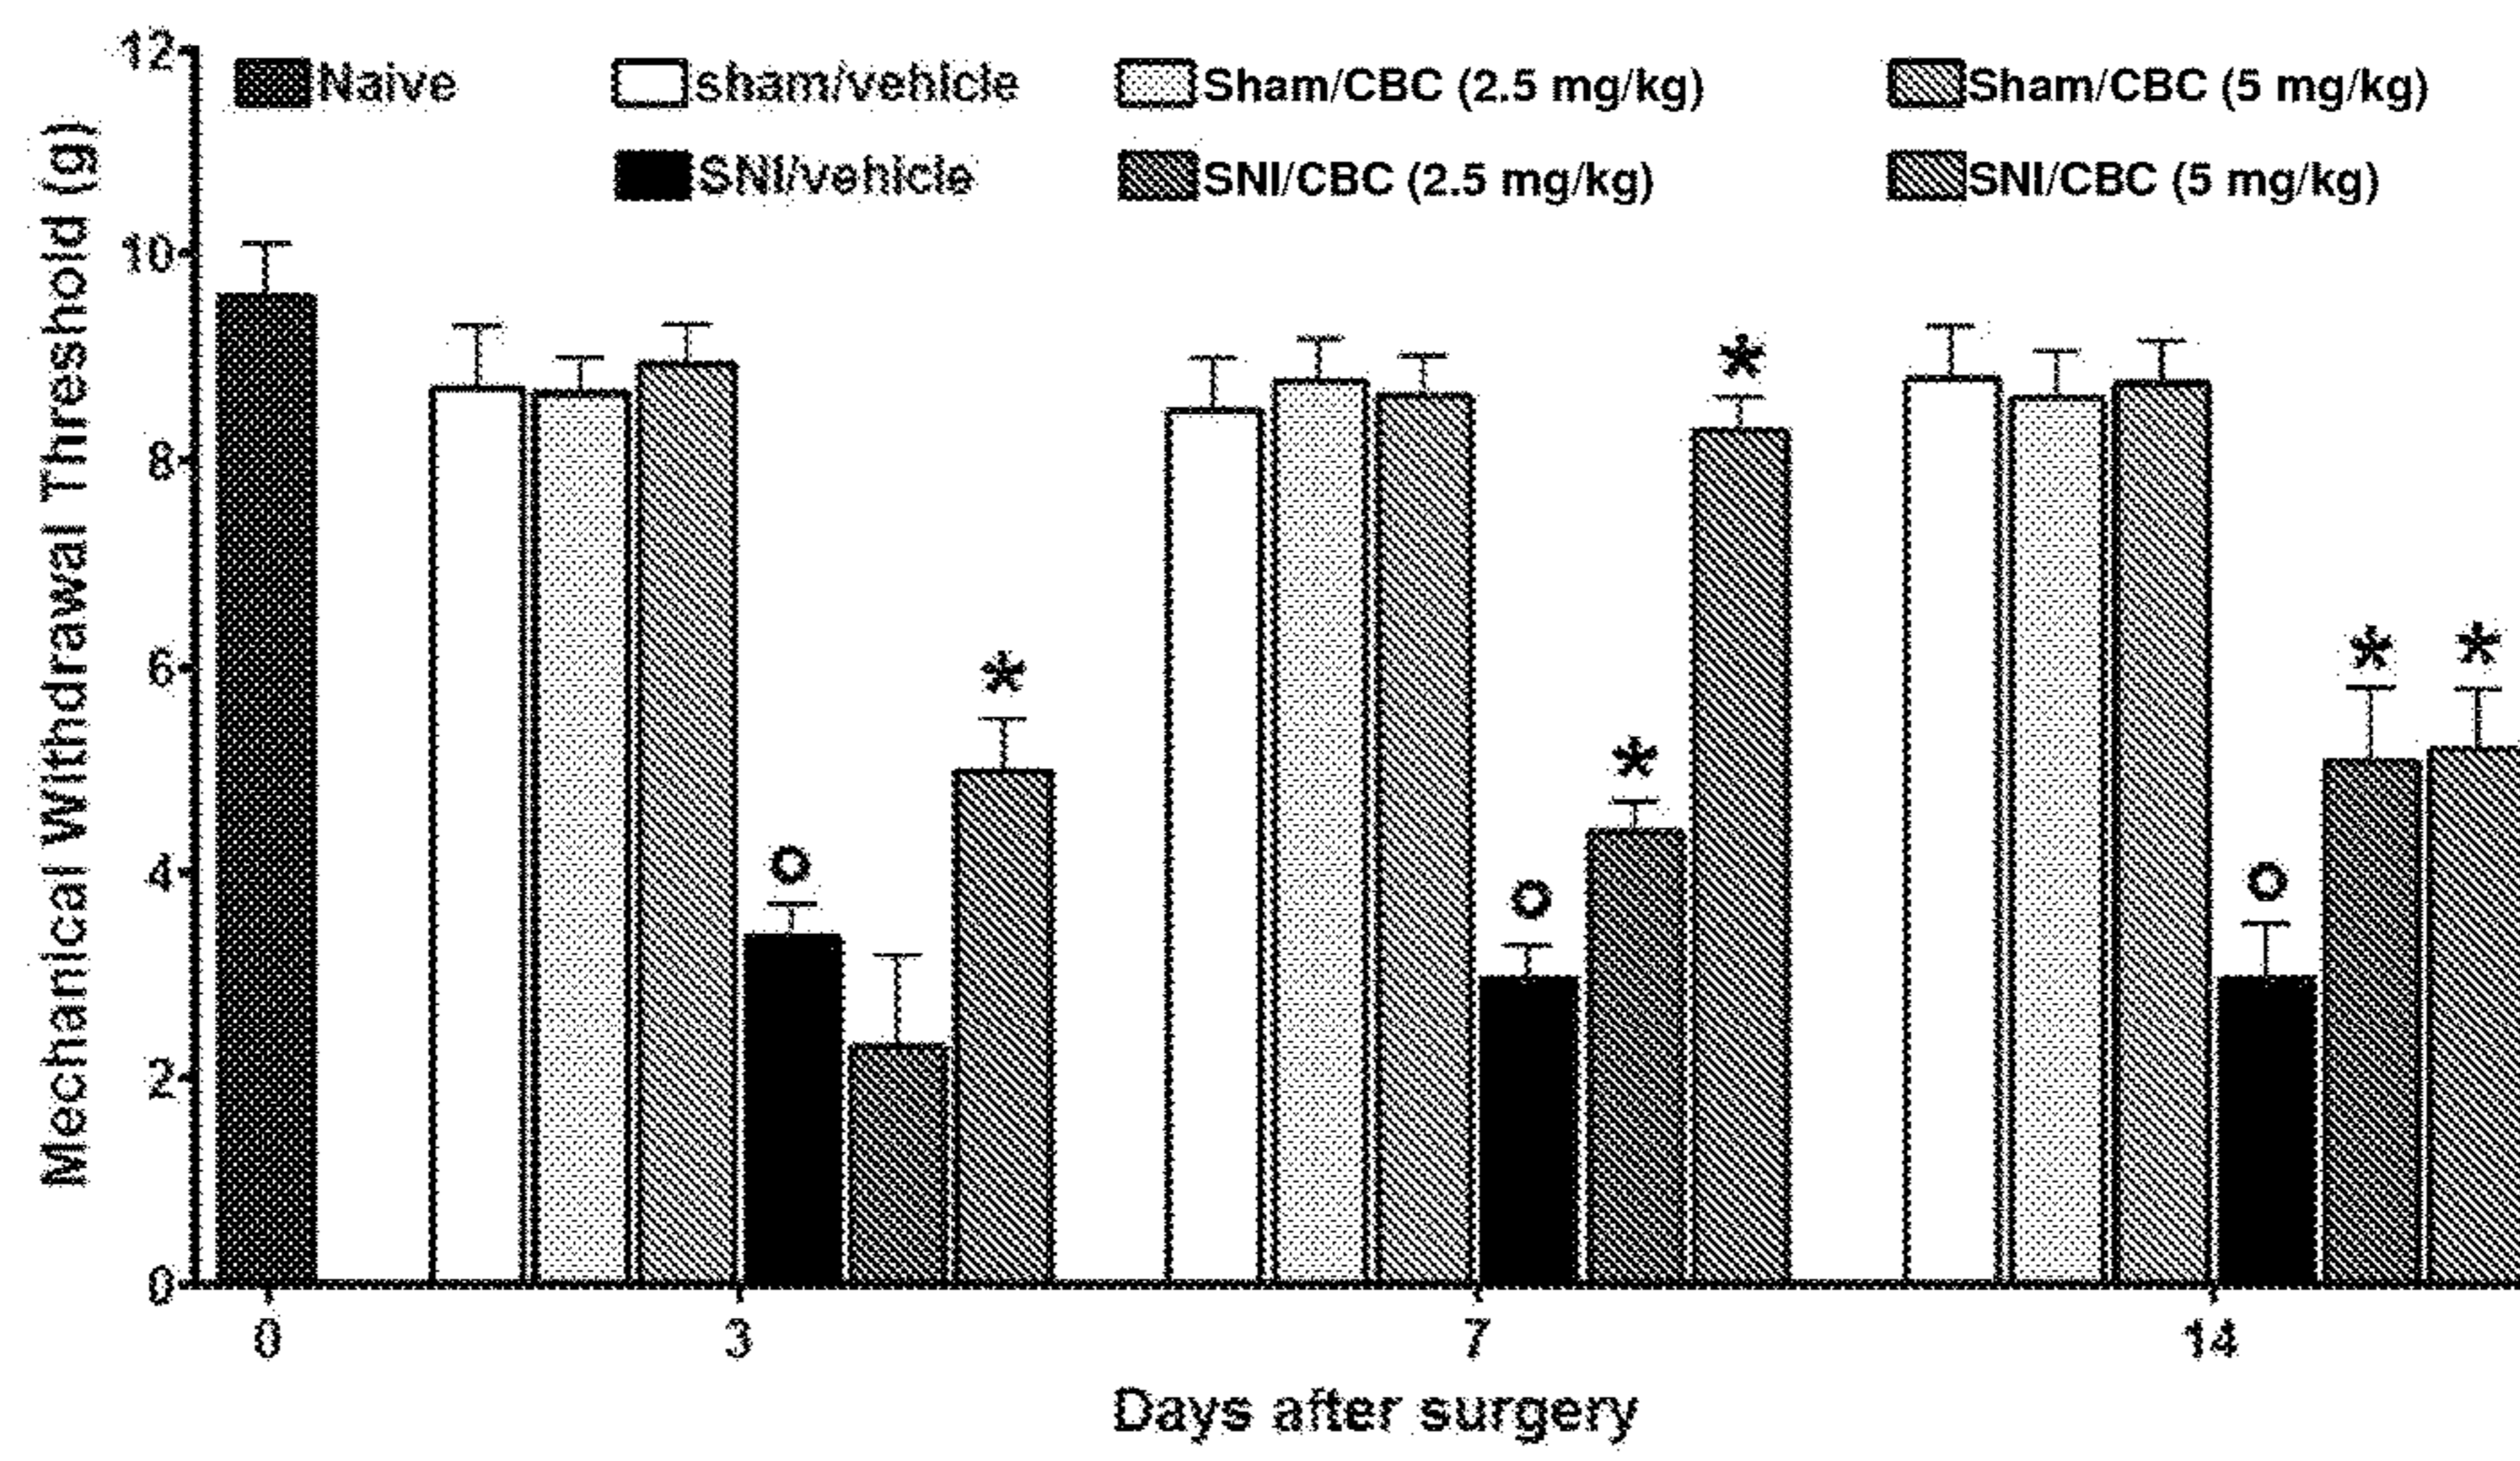 Mechanical Withdrawal Threshold (g)
12
10
8
6
4
2
0
Naive
sham/vehicle
Sham/CBC (2.5 mg/kg)
Sham/CBC (5 mg/kg)
SNI/vehicle
SNI/CBC (2.5 mg/kg)
SNI/CBC (5 mg/kg)
*
*
*
*
*
0 3 7 14
Days after surgery